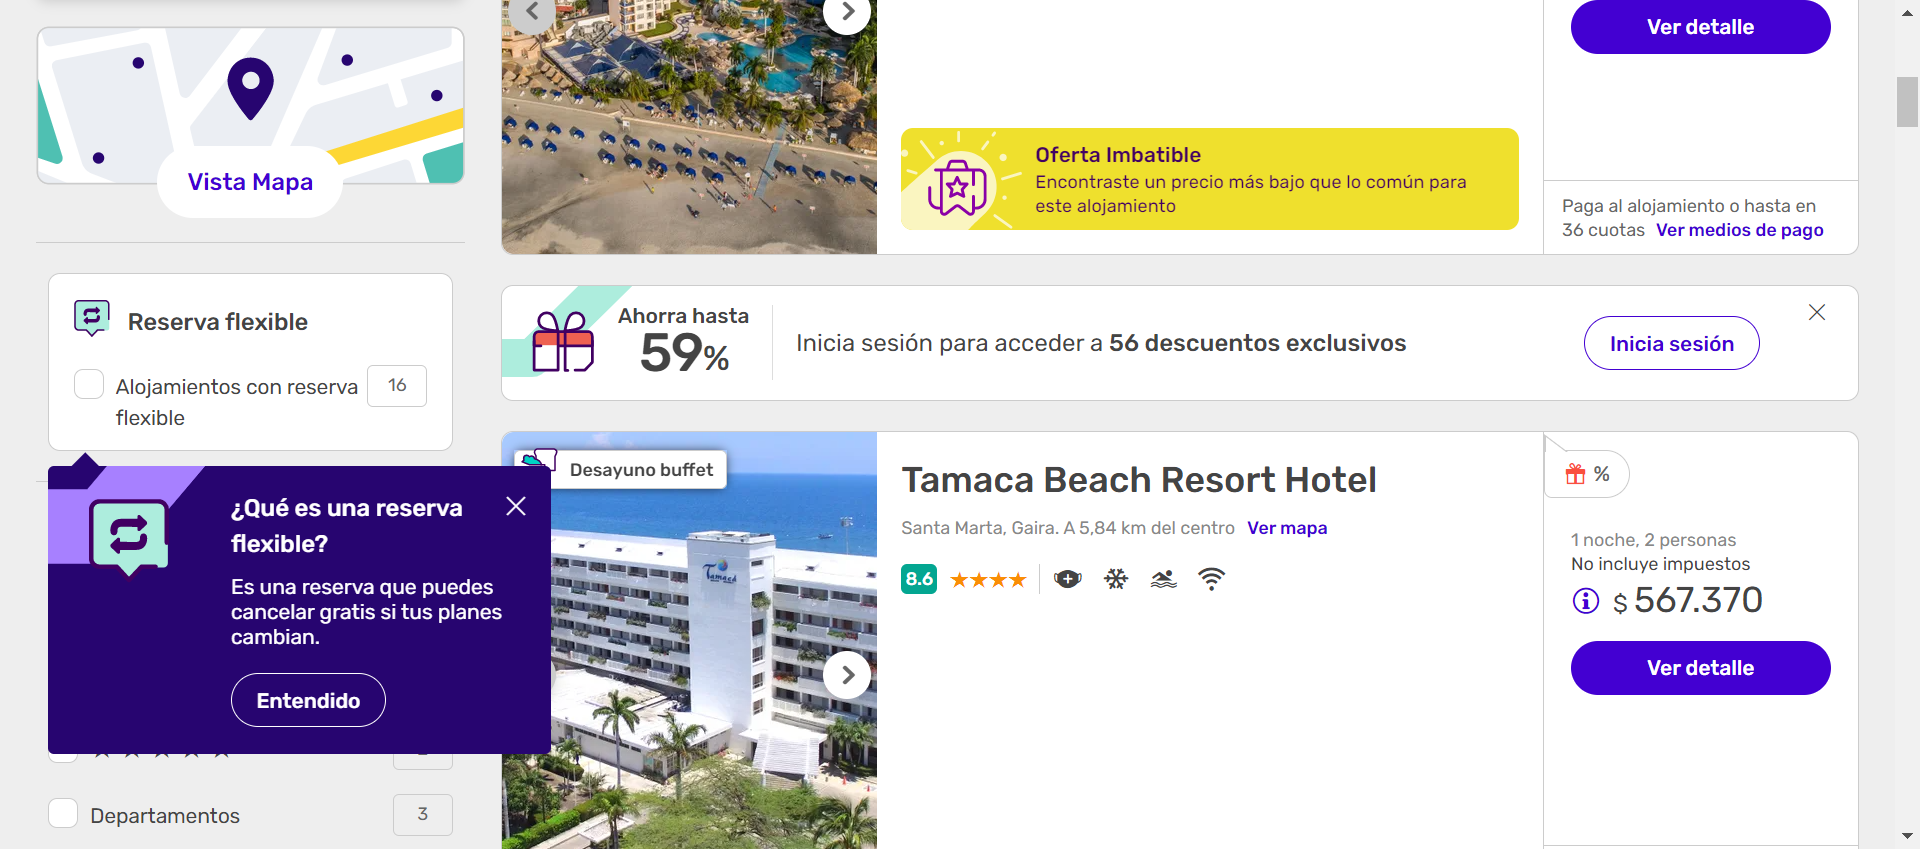 Vista Mapa
Reserva flexible
Alojamientos con reserva
flexible
16
¿Qué es una reserva
flexible?
Es una reserva que puedes
cancelar gratis si tus planes
cambian.
Entendido
Departamentos
3
Ver detalle
Oferta Imbatible
Encontraste un precio más bajo que lo común para
este alojamiento
Paga al alojamiento o hasta en
36 cuotas Ver medios de pago
Ahorra hasta
59%
Inicia sesión para acceder a 56 descuentos exclusivos
Inicia sesión
Desayuno buffet
Tamacá
Tamaca Beach Resort Hotel
Santa Marta, Gaira. A 5,84 km del centro Ver mapa
8.6
%
1 noche, 2 personas
No incluye impuestos
$ 567.370
Ver detalle